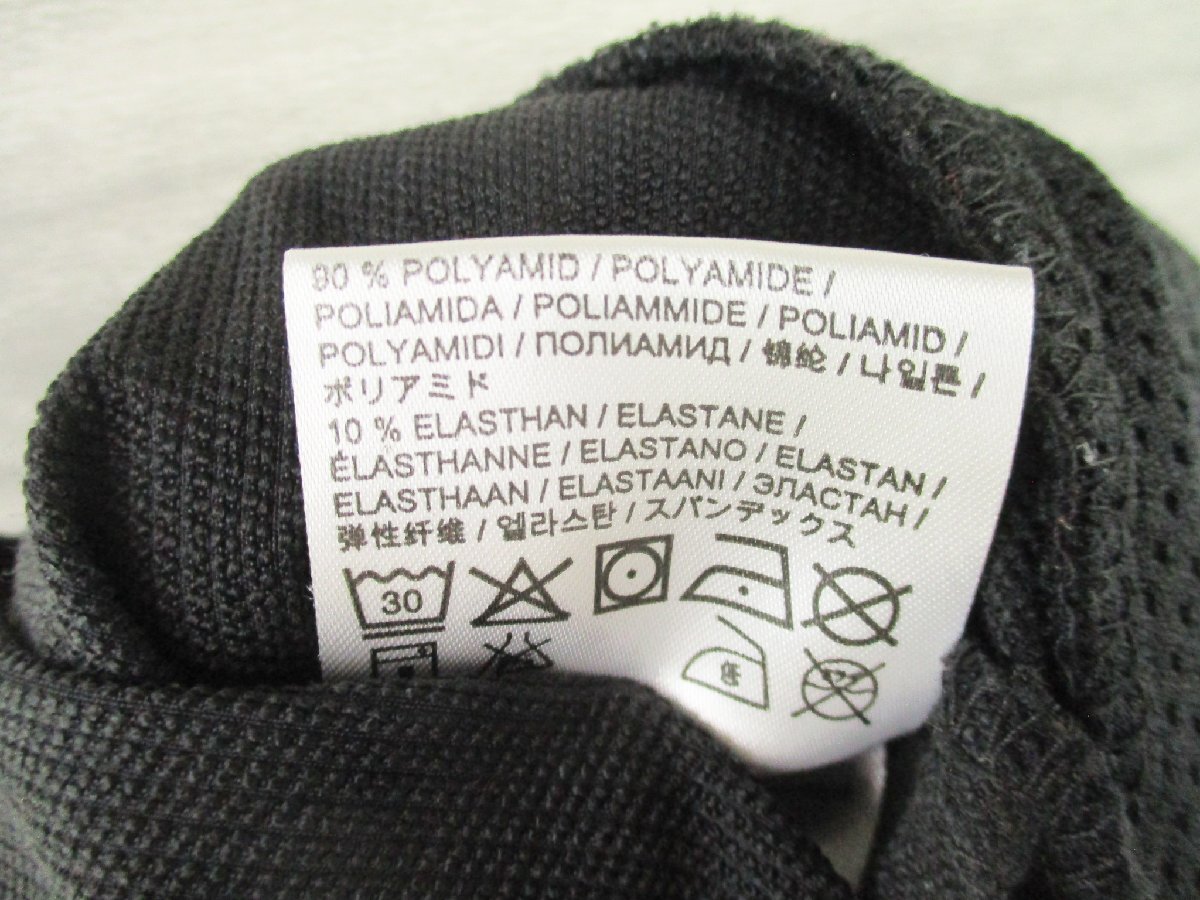 90 % POLYAMID / POLYAMIDE /
POLIAMIDA / POLIAMMIDE / POLIAMID /
POLYAMIDI / ПОЛИАМИД / 锦纶 / 나일론 /
ポリアミド
10 % ELASTHAN / ELASTANE /
ÉLASTHANNE / ELASTANO / ELASTAN /
ELASTHAAN / ELASTAANI / ЭЛАСТАН /
弹性纤维 / 엘라스탄 / スパンデックス
30
低